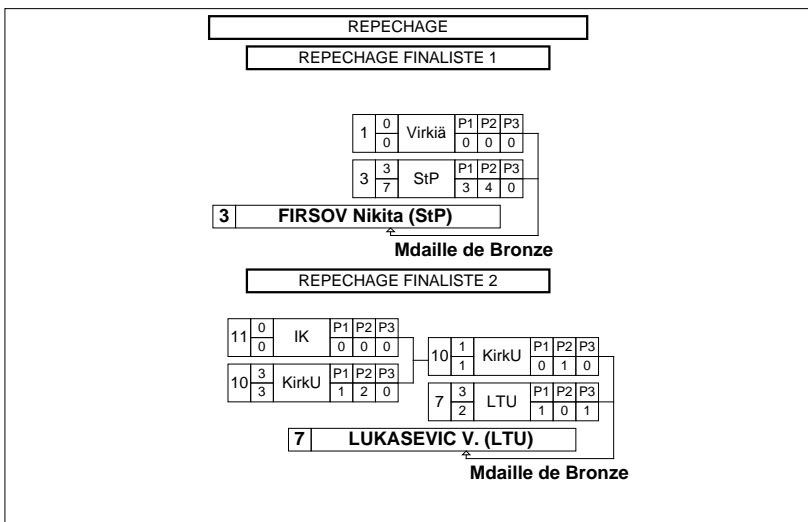 REPECHAGE
REPECHAGE FINALISTE 1
1 0 Virkiä P1 P2 P3
0 0 0 0
3 3 StP P1 P2 P3
7 3 4 0
3 FIRSOV Nikita (StP)
Mdaille de Bronze
REPECHAGE FINALISTE 2
11 0 IK P1 P2 P3
0 0 0 0
10 3 KirkU P1 P2 P3
3 1 2 0
10 1 KirkU P1 P2 P3
1 0 1 0
7 3 LTU P1 P2 P3
2 1 0 1
7 LUKASEVIC V. (LTU)
Mdaille de Bronze